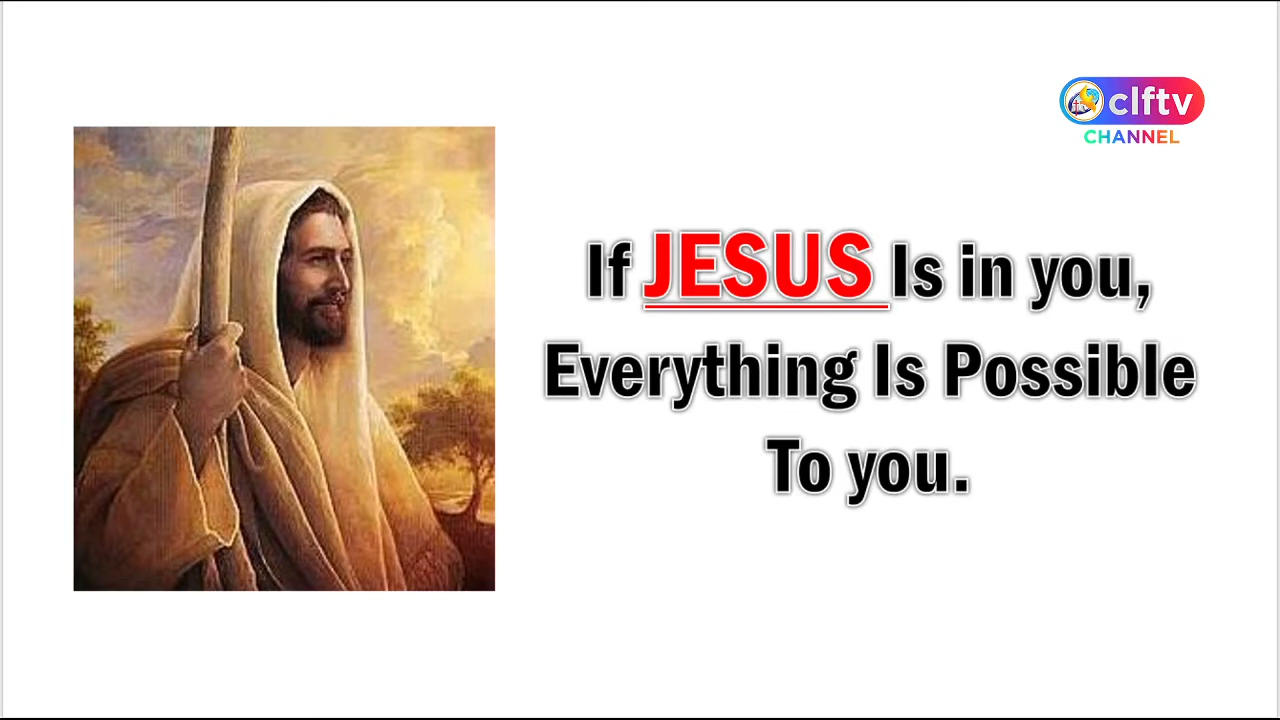 clftv
CHANNEL
If JESUS Is in you,
Everything Is Possible
To you.